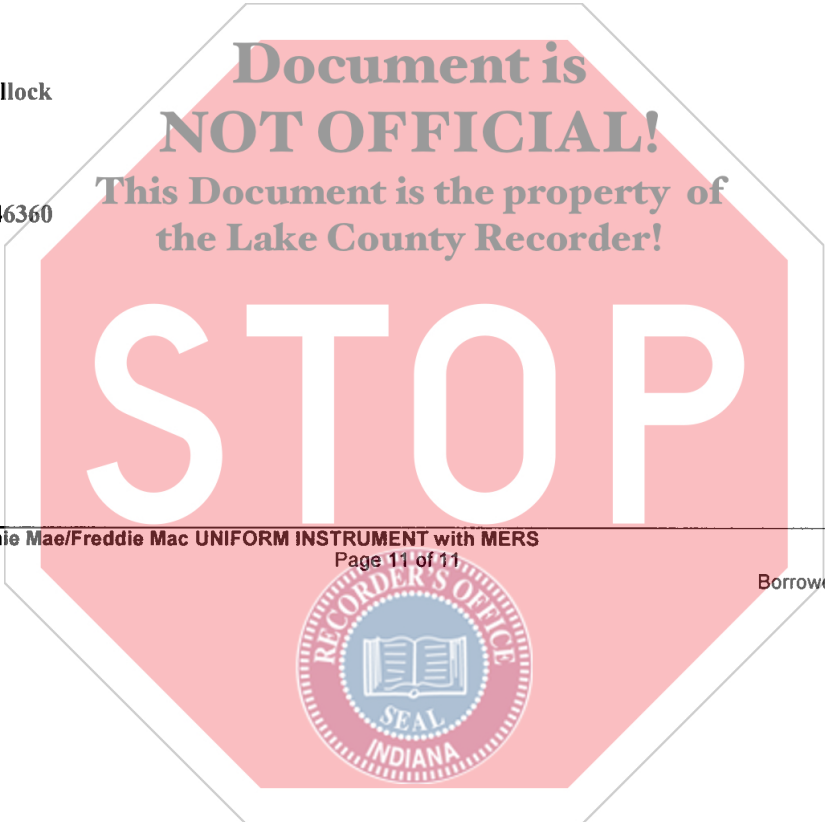 Document is
llock
NOT OFFICIAL!
This Document is the property of
46360
the Lake County Recorder!
STOP
nie Mae/Freddie Mac UNIFORM INSTRUMENT with MERS
Page 11 of 11
Borrowe
RECORDER'S OFFICE
SEAL
INDIANA